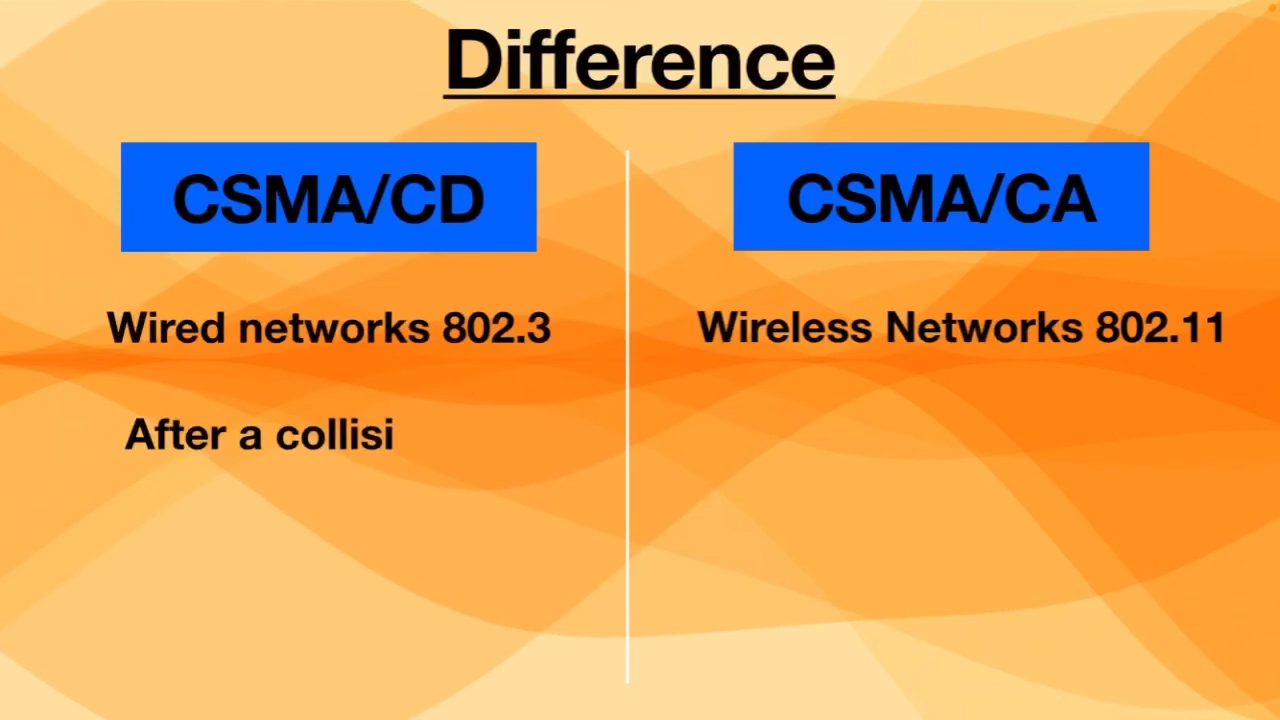 Difference
CSMA/CD
CSMA/CA
Wired networks 802.3
Wireless Networks 802.11
After a collisi